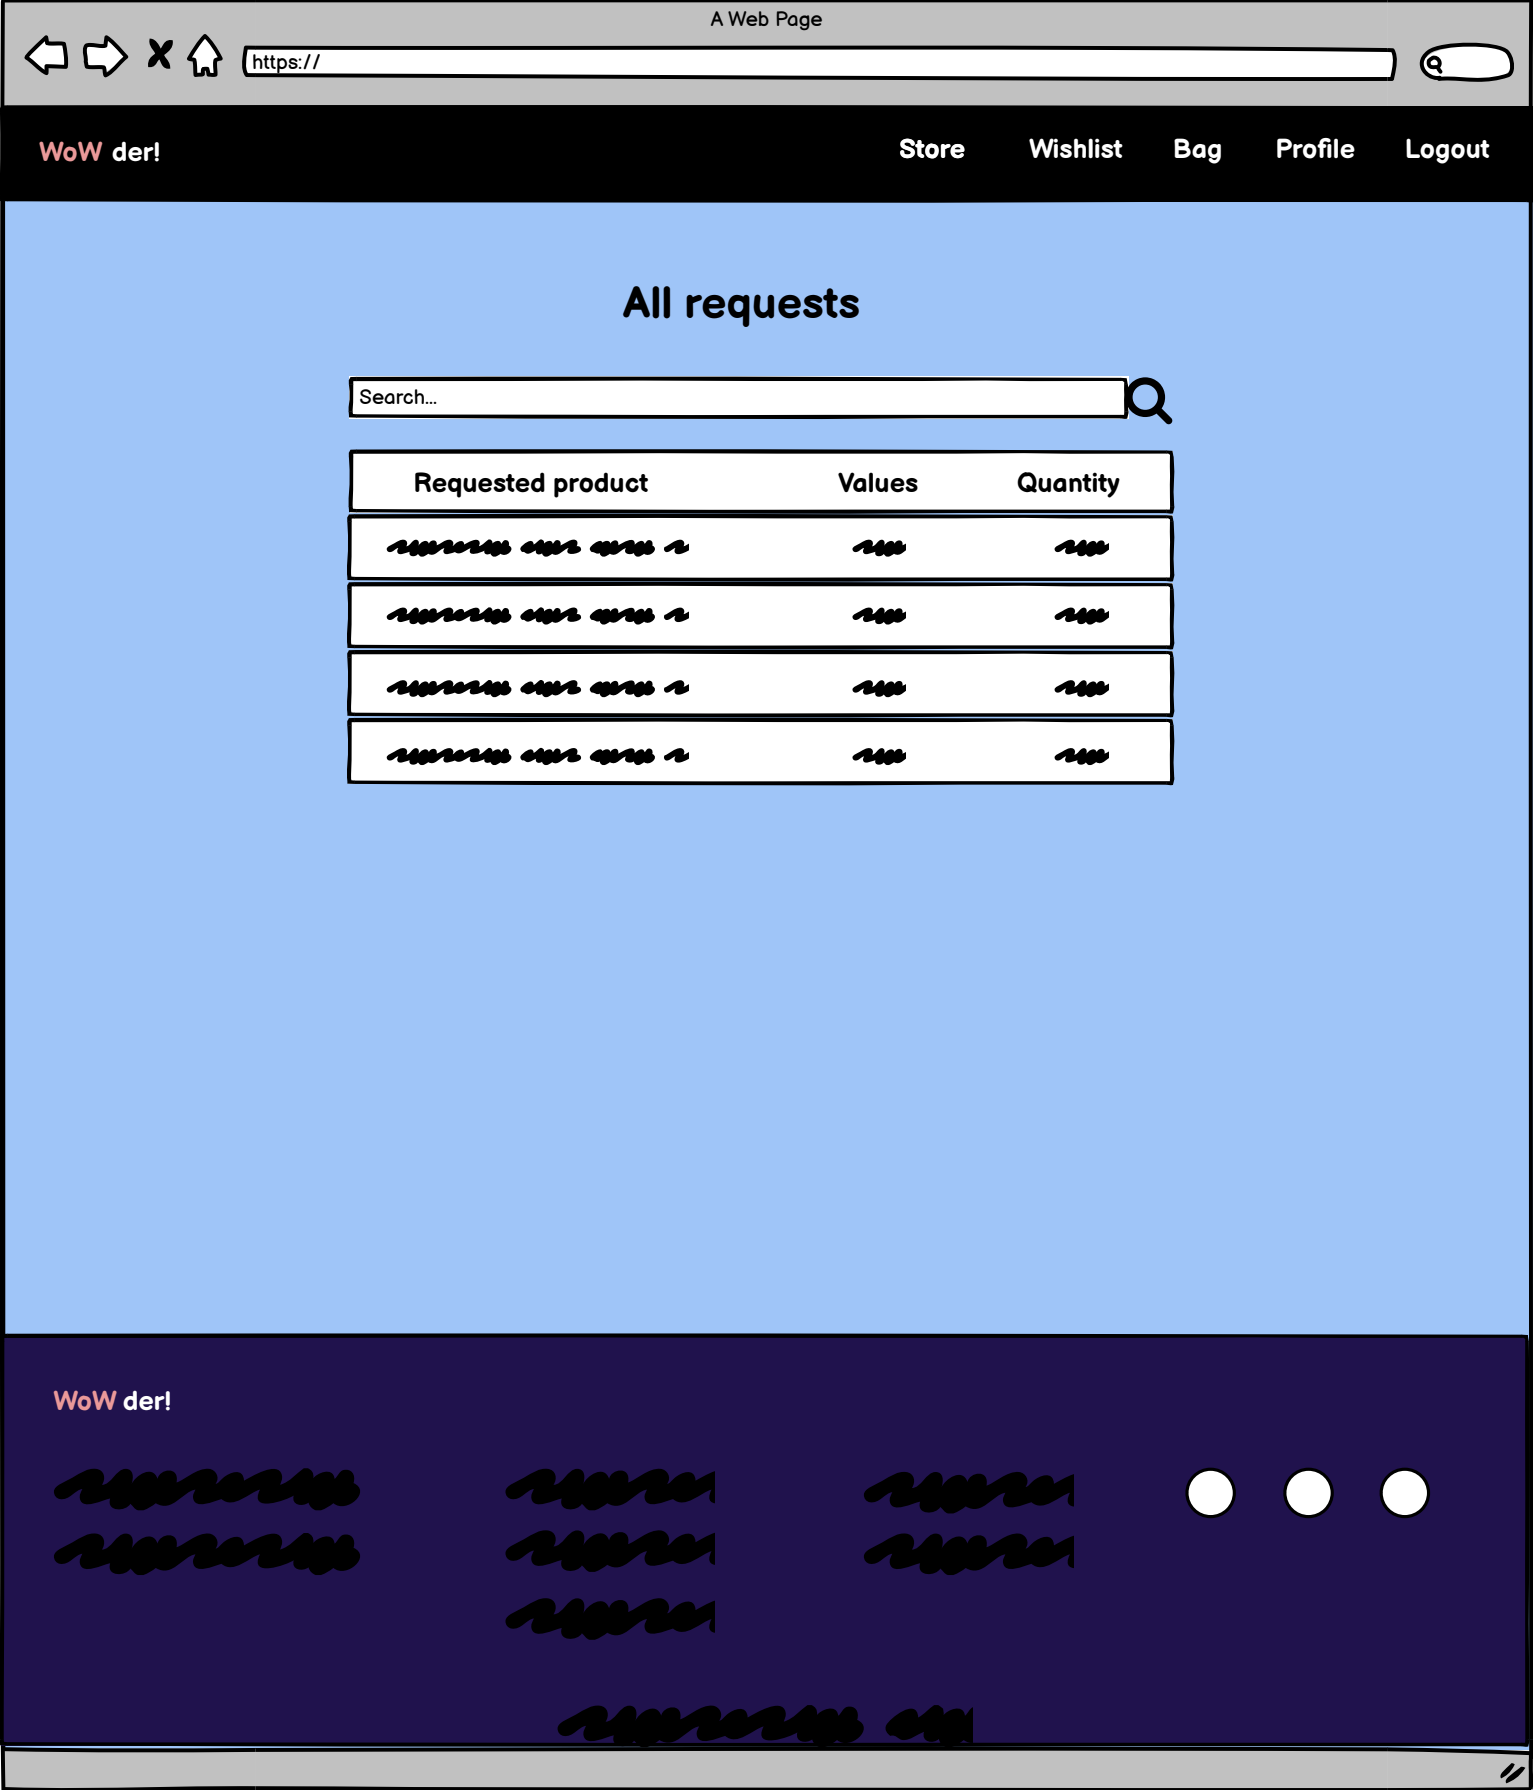 A Web Page
https://
WoW der!
Store Wishlist Bag Profile Logout
All requests
Search...
Requested product Values Quantity
WoW der!